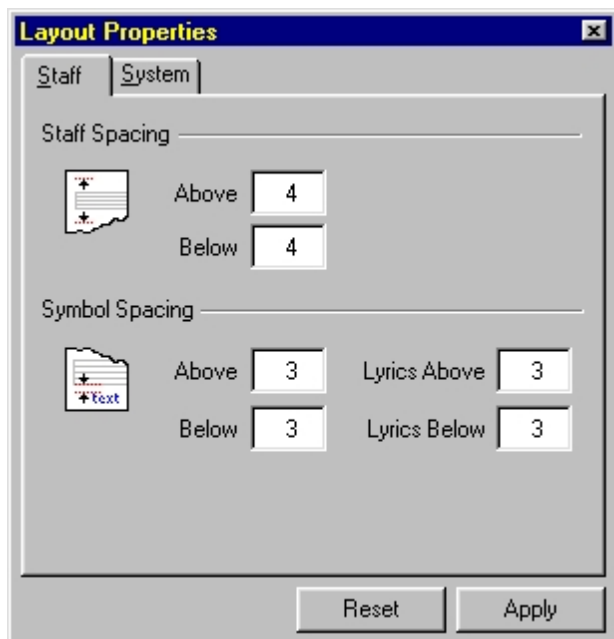 Layout Properties
Staff System
Staff Spacing
Above 4
Below 4
Symbol Spacing
text
Above 3 Lyrics Above 3
Below 3 Lyrics Below 3
Reset Apply